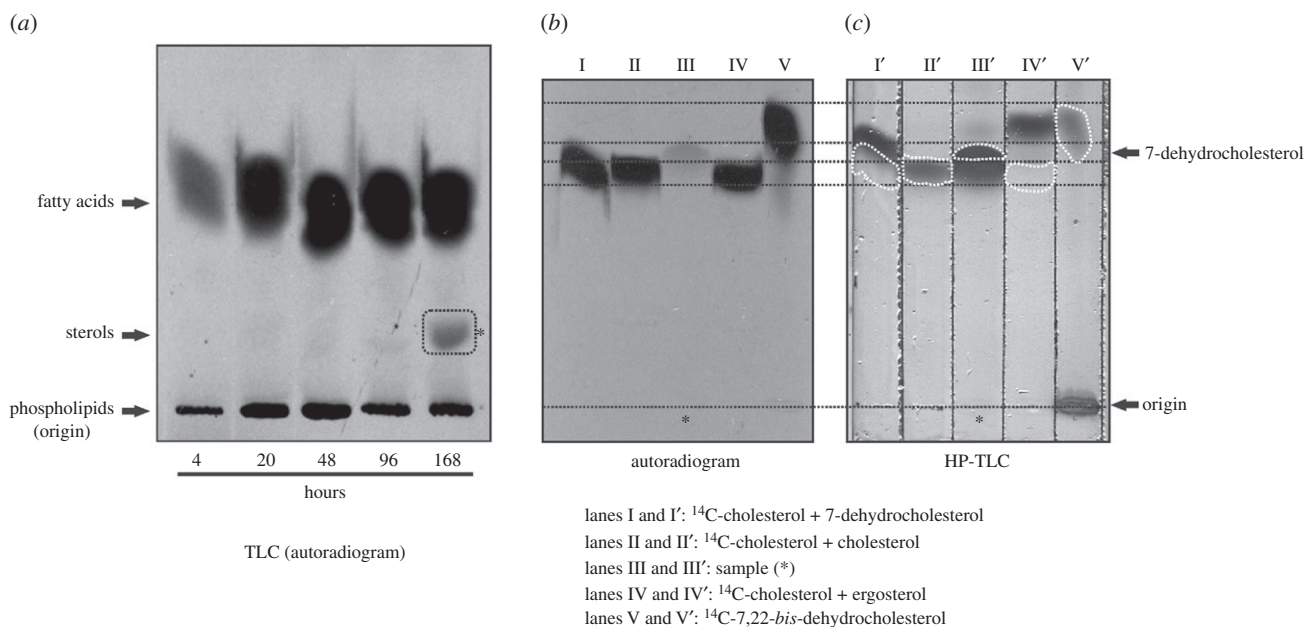 (a)
fatty acids
sterols
*
phospholipids
(origin)
4 20 48 96 168
hours
TLC (autoradiogram)
(b)
I II III IV V
*
autoradiogram
(c)
I′ II′ III′ IV′ V′
7-dehydrocholesterol
origin
*
HP-TLC
lanes I and I′: ¹⁴C-cholesterol + 7-dehydrocholesterol
lanes II and II′: ¹⁴C-cholesterol + cholesterol
lanes III and III′: sample (*)
lanes IV and IV′: ¹⁴C-cholesterol + ergosterol
lanes V and V′: ¹⁴C-7,22-bis-dehydrocholesterol